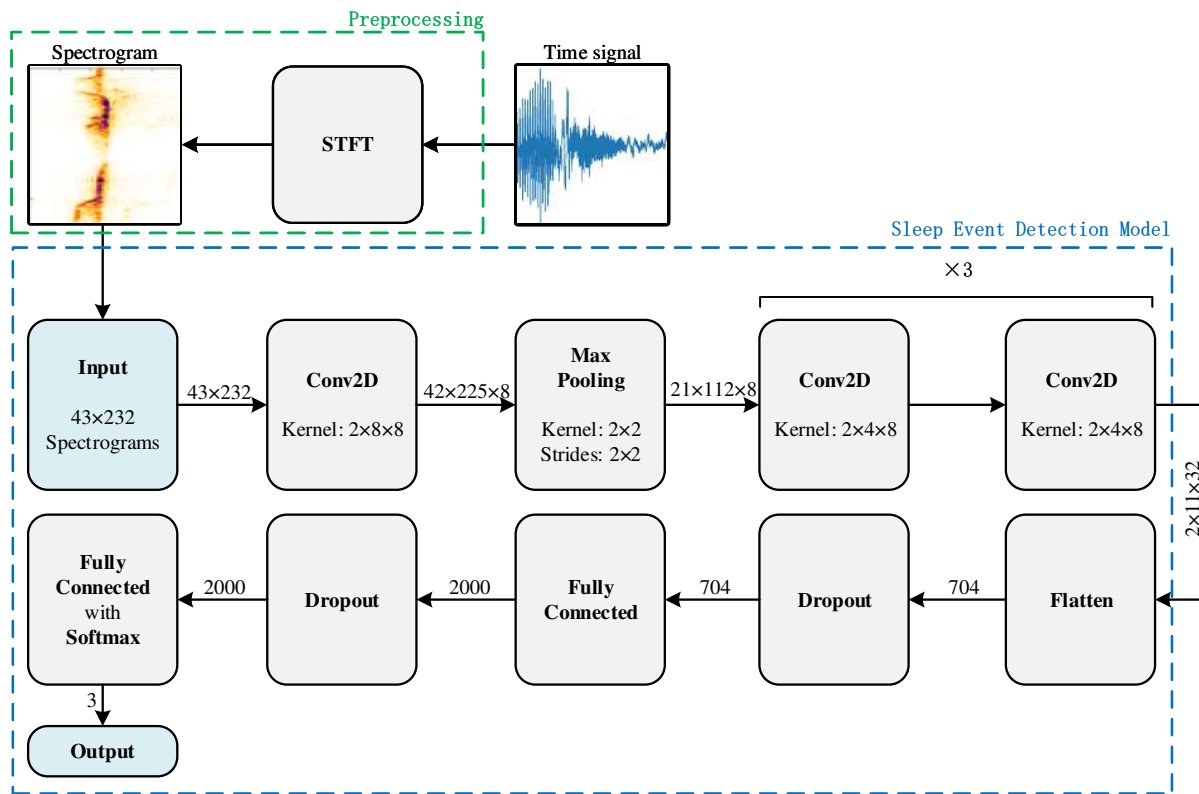 Preprocessing
Spectrogram
Time signal
STFT
Sleep Event Detection Model
×3
Input
43×232
Spectrograms
43×232
Conv2D
Kernel: 2×8×8
42×225×8
Max
Pooling
Kernel: 2×2
Strides: 2×2
21×112×8
Conv2D
Kernel: 2×4×8
Conv2D
Kernel: 2×4×8
2×11×32
Flatten
704
Dropout
704
Fully
Connected
2000
Dropout
2000
Fully
Connected
with
Softmax
3
Output